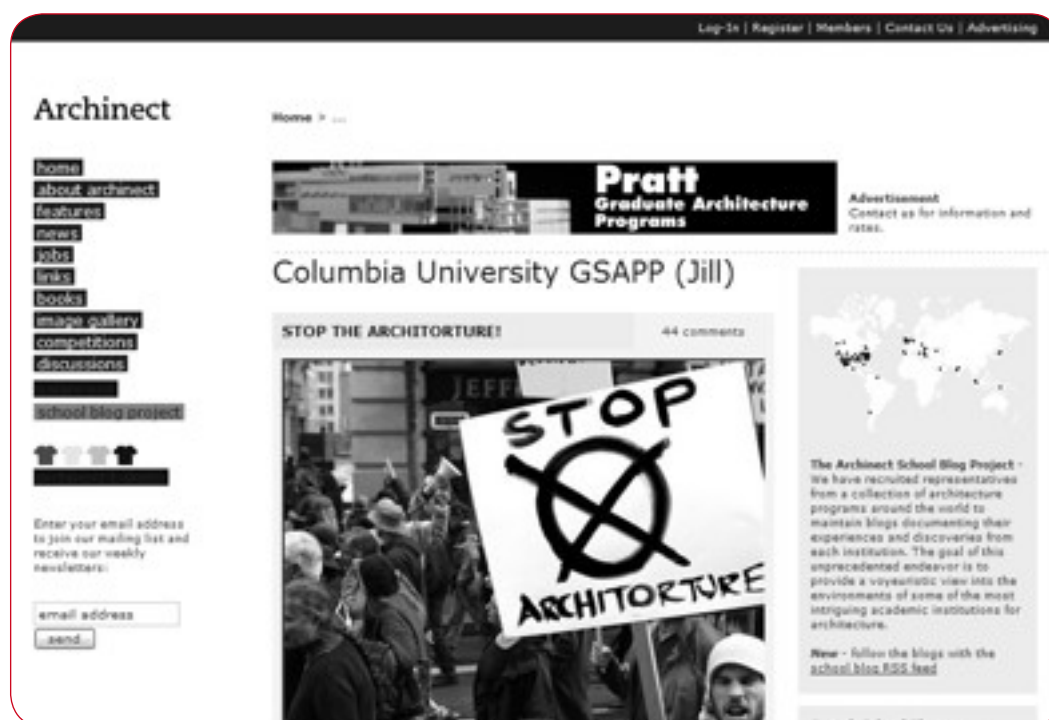 Log-In | Register | Members | Contact Us | Advertising
Archinect
Home > ...
home
about archinect
features
news
jobs
links
books
image gallery
competitions
discussions
school blog project
Enter your email address
to join our mailing list and
receive our weekly
newsletters:
email address
send
Pratt
Graduate Architecture
Programs
Advertisement
Contact us for information and
rates.
Columbia University GSAPP (Jill)
STOP THE ARCHITORTURE!
44 comments
JEFF
STOP
ARCHITORTURE
The Archinect School Blog Project -
We have recruited representatives
from a collection of architecture
programs around the world to
maintain blogs documenting their
experiences and discoveries from
each institution. The goal of this
unprecedented endeavor is to
provide a voyeuristic view into the
environments of some of the most
intriguing academic institutions for
architecture.
New - follow the blogs with the
school blog RSS feed